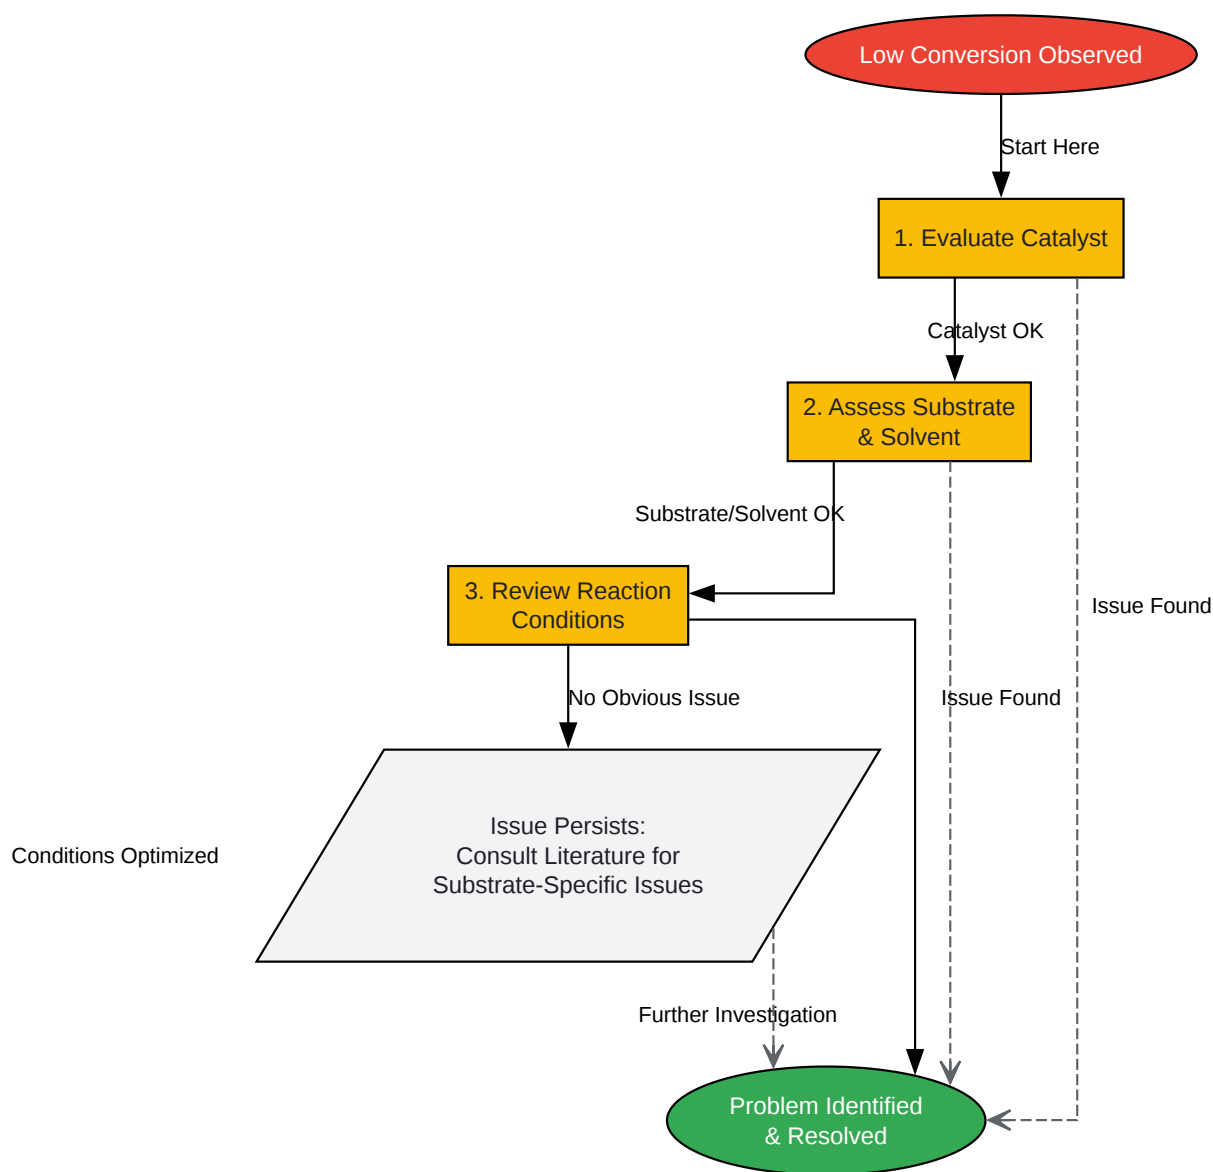 Low Conversion Observed
Start Here
1. Evaluate Catalyst
Catalyst OK
2. Assess Substrate
& Solvent
Substrate/Solvent OK
3. Review Reaction
Conditions
Issue Found
No Obvious Issue
Issue Found
Issue Persists:
Consult Literature for
Substrate-Specific Issues
Conditions Optimized
Further Investigation
Problem Identified
& Resolved